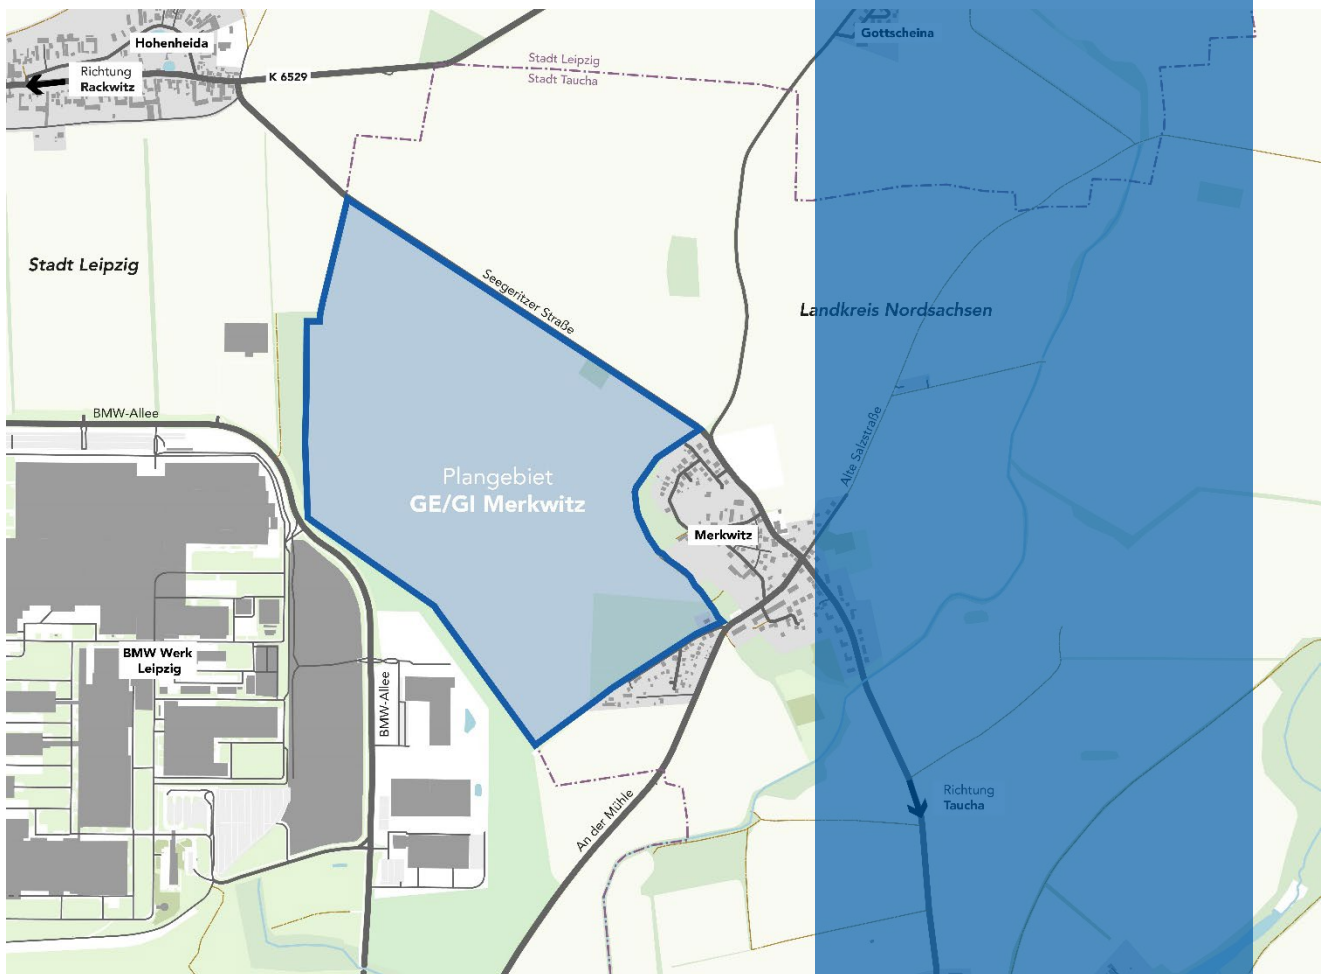 Hohenheida
Gottscheina
Richtung
Rackwitz
K 6529
Stadt Leipzig
Stadt Taucha
Stadt Leipzig
Seegeritzer Straße
Landkreis Nordsachsen
BMW-Allee
Alte Salzstraße
Plangebiet
GE/GI Merkwitz
Merkwitz
BMW Werk
Leipzig
BMW-Allee
Richtung
Taucha
An der Mühle